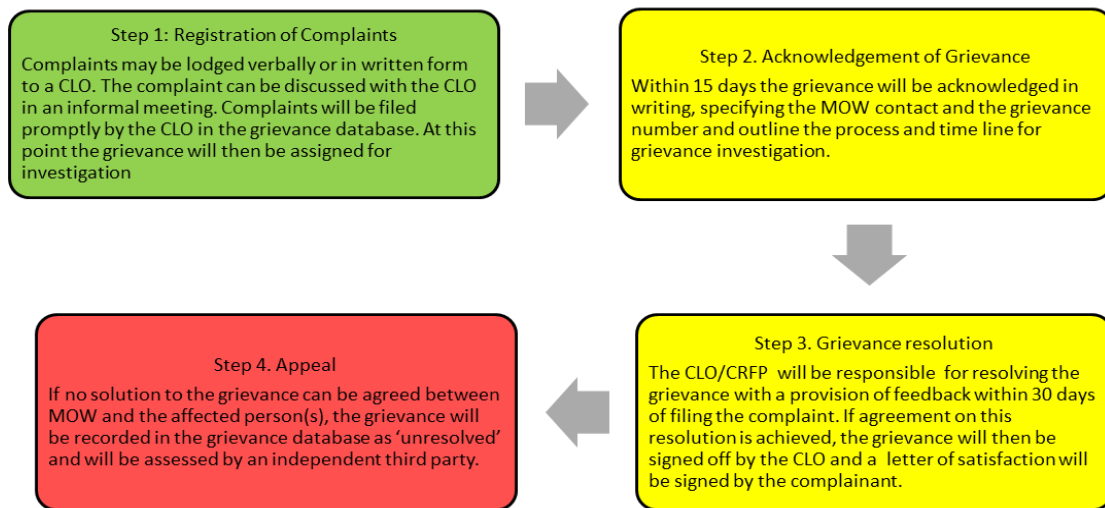 Step 1: Registration of Complaints
Complaints may be lodged verbally or in written form
to a CLO. The complaint can be discussed with the CLO
in an informal meeting. Complaints will be filed
promptly by the CLO in the grievance database. At this
point the grievance will then be assigned for
investigation
Step 2. Acknowledgement of Grievance
Within 15 days the grievance will be acknowledged in
writing, specifying the MOW contact and the grievance
number and outline the process and time line for
grievance investigation.
Step 3. Grievance resolution
The CLO/CRFP will be responsible for resolving the
grievance with a provision of feedback within 30 days
of filing the complaint. If agreement on this
resolution is achieved, the grievance will then be
signed off by the CLO and a letter of satisfaction will
be signed by the complainant.
Step 4. Appeal
If no solution to the grievance can be agreed between
MOW and the affected person(s), the grievance will
be recorded in the grievance database as ‘unresolved’
and will be assessed by an independent third party.